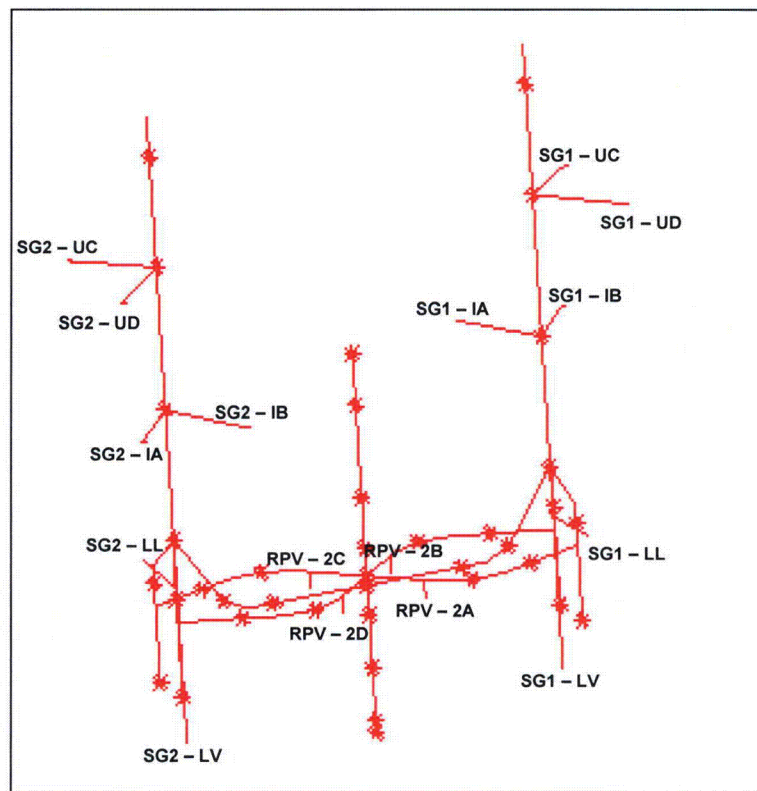 SG1 – UC
SG1 – UD
SG2 – UC
SG2 – UD
SG1 – IB
SG1 – IA
SG2 – IB
SG2 – IA
SG2 – LL
RPV – 2C
RPV – 2B
SG1 – LL
RPV – 2A
RPV – 2D
SG1 – LV
SG2 – LV